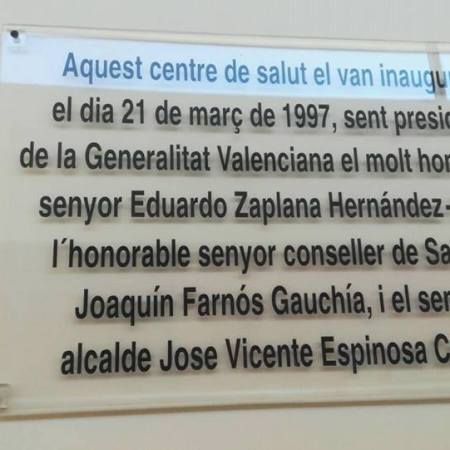 Aquest centre de salut el van inaugu
el dia 21 de març de 1997, sent presid
de la Generalitat Valenciana el molt hon
senyor Eduardo Zaplana Hernández-
l´honorable senyor conseller de Sa
Joaquín Farnós Gauchía, i el sen
alcalde Jose Vicente Espinosa C